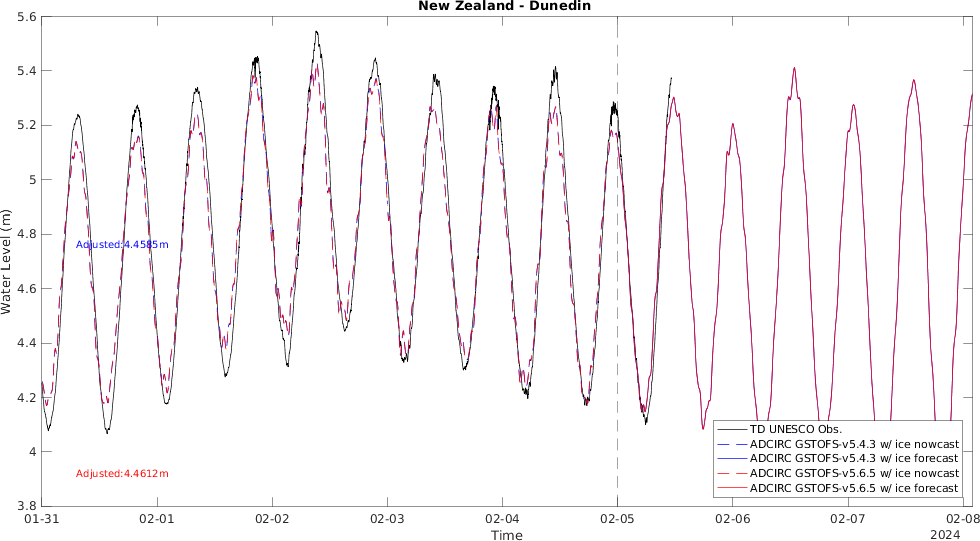 New Zealand - Dunedin
5.6
5.4
5.2
5
4.8
4.6
4.4
4.2
4
3.8
Water Level (m)
Adjusted:4.4585m
Adjusted:4.4612m
TD UNESCO Obs.
ADCIRC GSTOFS-v5.4.3 w/ ice nowcast
ADCIRC GSTOFS-v5.4.3 w/ ice forecast
ADCIRC GSTOFS-v5.6.5 w/ ice nowcast
ADCIRC GSTOFS-v5.6.5 w/ ice forecast
01-31 02-01 02-02 02-03 02-04 02-05 02-06 02-07 02-08
Time
2024